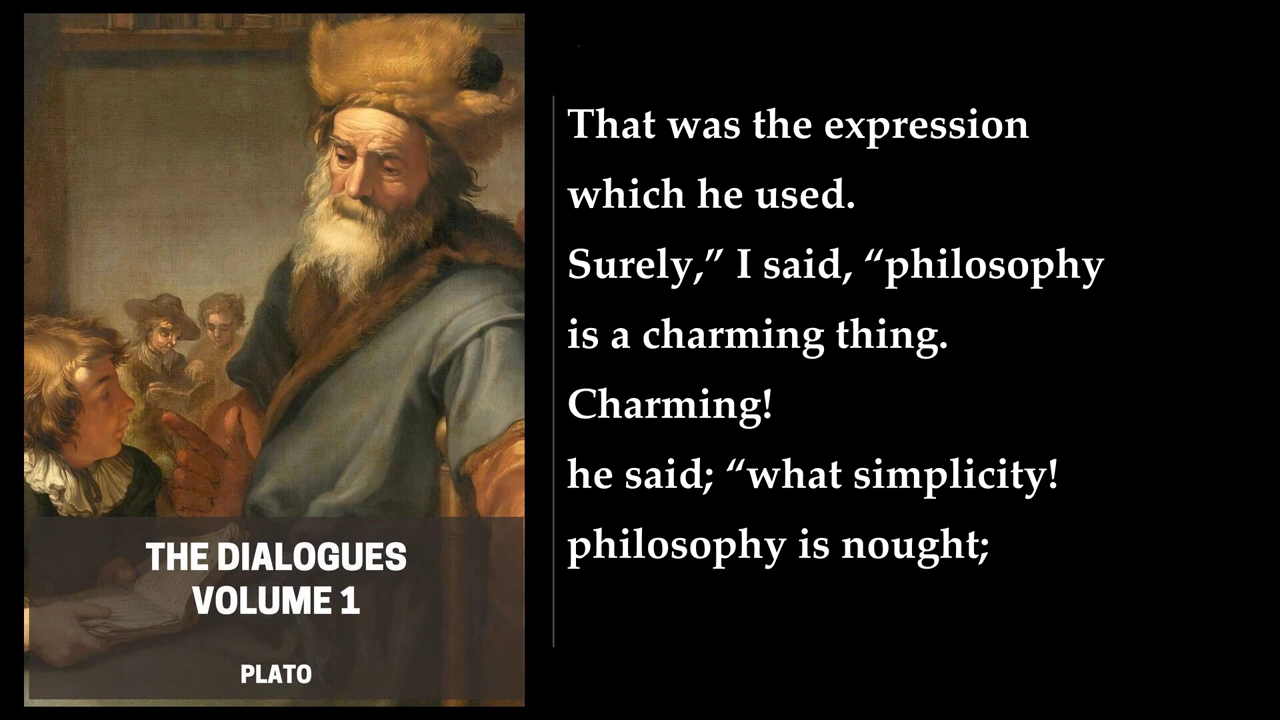 THE DIALOGUES
VOLUME 1
PLATO
That was the expression
which he used.
Surely,” I said, “philosophy
is a charming thing.
Charming!
he said; “what simplicity!
philosophy is nought;